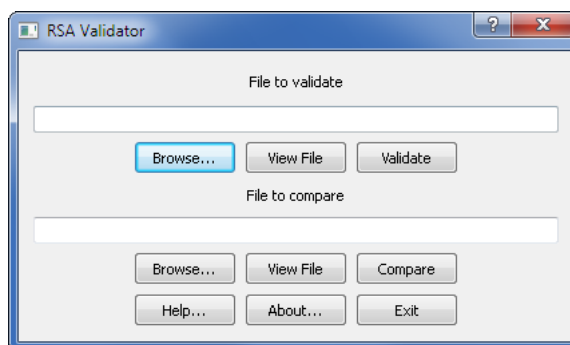 RSA Validator
File to validate
Browse... View File Validate
File to compare
Browse... View File Compare
Help... About... Exit